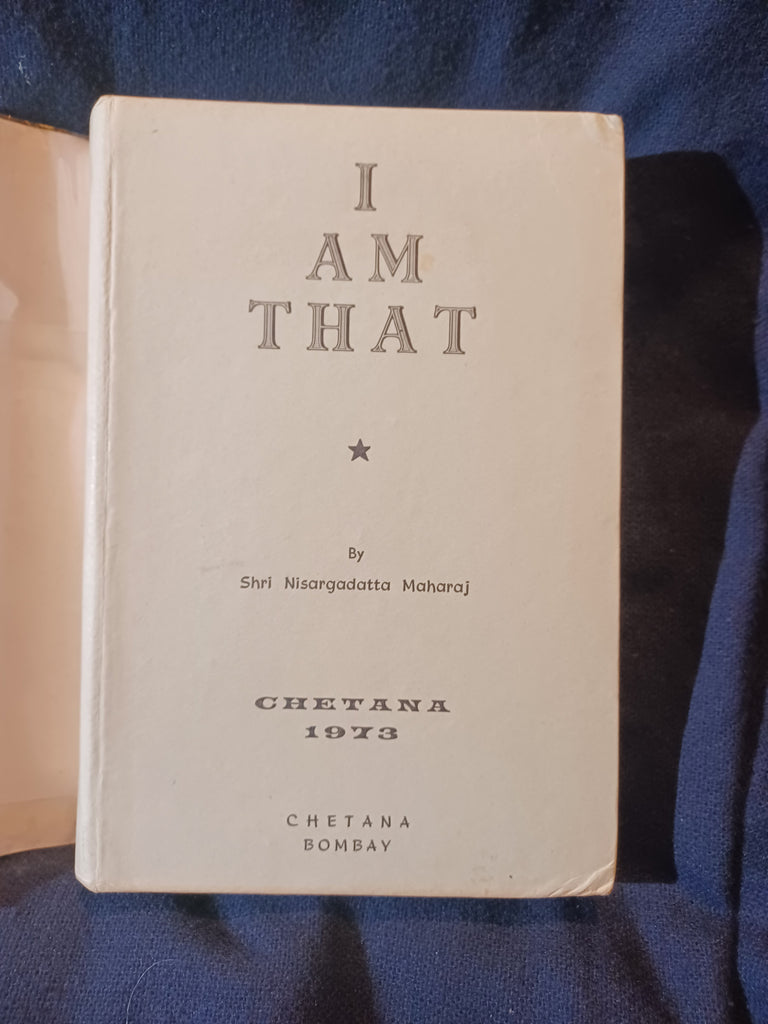 I
AM
THAT
By
Shri Nisargadatta Maharaj
CHETANA
1973
CHETANA
BOMBAY